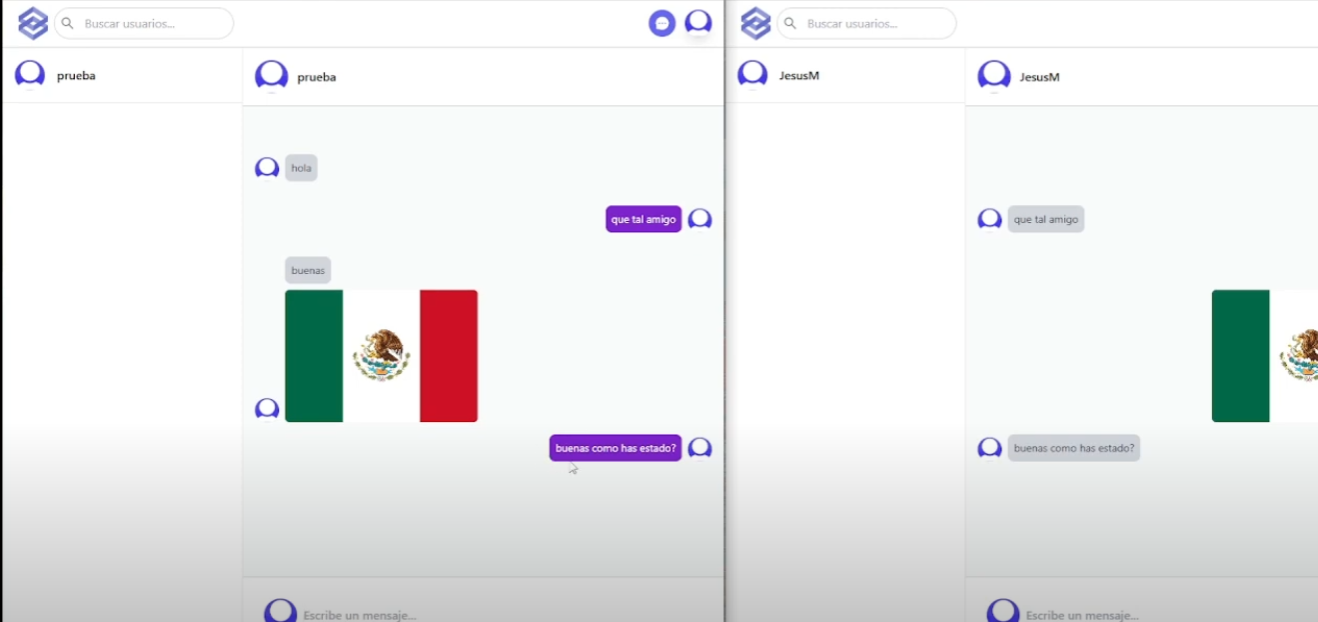 Buscar usuarios...
prueba
prueba
hola
que tal amigo
buenas
buenas como has estado?
Escribe un mensaje...
Buscar usuarios...
JesusM
JesusM
que tal amigo
buenas como has estado?
Escribe un mensaje...